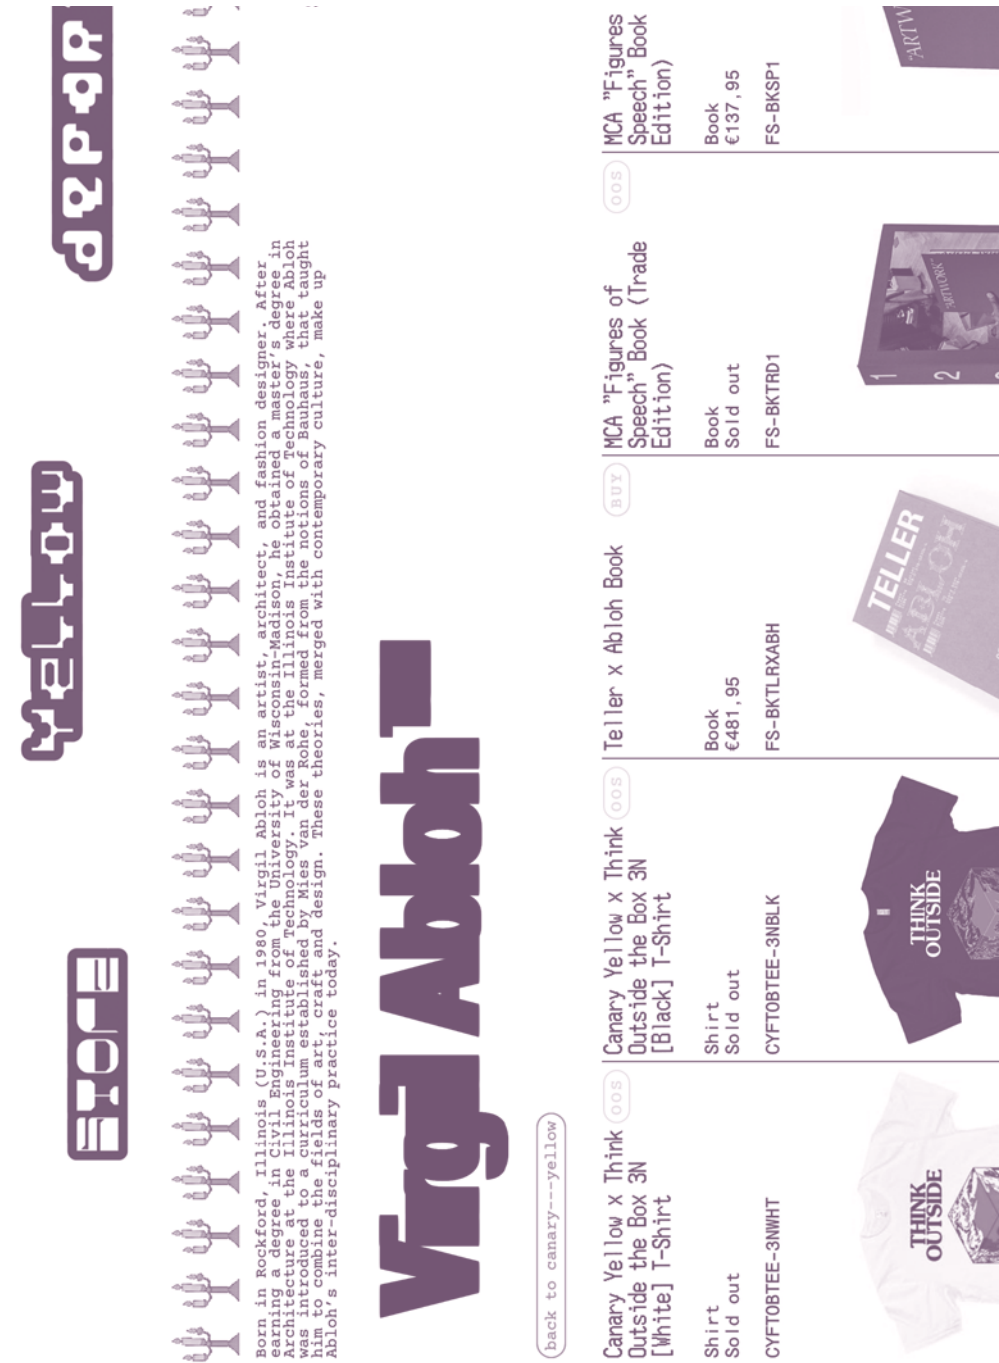 STORE
YELLOW
Born in Rockford, Illinois (U.S.A.) in 1980, Virgil Abloh is an artist, architect, and fashion designer. After
earning a degree in Civil Engineering from the University of Wisconsin-Madison, he obtained a master's degree in
Architecture at the Illinois Institute of Technology. It was at the Illinois Institute of Technology where Abloh
was introduced to a curriculum established by Mies van der Rohe, formed from the notions of Bauhaus, that taught
him to combine the fields of art, craft and design. These theories, merged with contemporary culture, make up
Abloh's inter-disciplinary practice today.
Virgil Abloh™
back to canary---yellow
Canary Yellow x Think
Outside the Box 3N
[White] T-Shirt
OOS
Shirt
Sold out
CYFTOBTEE-3NWHT
THINK
OUTSIDE
Canary Yellow x Think
Outside the Box 3N
[Black] T-Shirt
OOS
Shirt
Sold out
CYFTOBTEE-3NBLK
THINK
OUTSIDE
Teller x Abloh Book
BUY
Book
€481,95
FS-BKTLRXABH
TELLER
ABLOH
MCA "Figures of
Speech" Book (Trade
Edition)
OOS
Book
Sold out
FS-BKTRD1
"ARTWORK"
1
2
MCA "Figures
Speech" Book
Edition)
Book
€137,95
FS-BKSP1
"ARTW